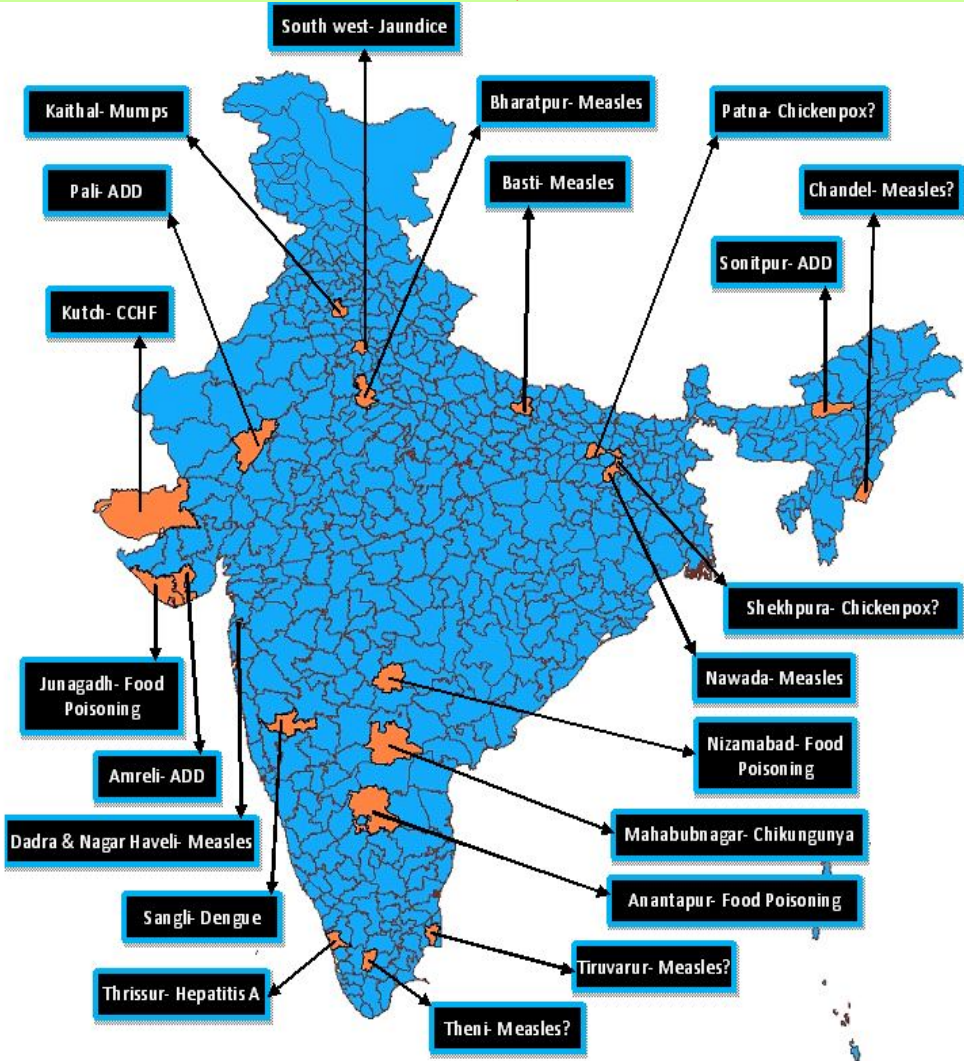 South west- Jaundice
Kaithal- Mumps
Bharatpur- Measles
Patna- Chickenpox?
Pali- ADD
Basti- Measles
Chandel- Measles?
Sonitpur- ADD
Kutch- CCHF
Shekhpura- Chickenpox?
Junagadh- Food
Poisoning
Nawada- Measles
Nizamabad- Food
Poisoning
Amreli- ADD
Dadra & Nagar Haveli- Measles
Mahabubnagar- Chikungunya
Sangli- Dengue
Anantapur- Food Poisoning
Tiruvarur- Measles?
Thrissur- Hepatitis A
Theni- Measles?